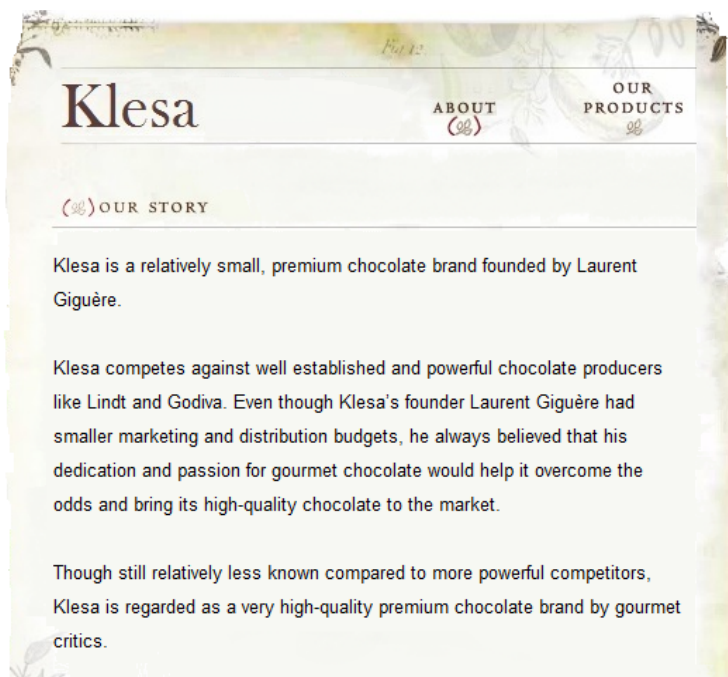 Fig 12.
Klesa
ABOUT
OUR
PRODUCTS
OUR STORY
Klesa is a relatively small, premium chocolate brand founded by Laurent
Giguère.
Klesa competes against well established and powerful chocolate producers
like Lindt and Godiva. Even though Klesa's founder Laurent Giguère had
smaller marketing and distribution budgets, he always believed that his
dedication and passion for gourmet chocolate would help it overcome the
odds and bring its high-quality chocolate to the market.
Though still relatively less known compared to more powerful competitors,
Klesa is regarded as a very high-quality premium chocolate brand by gourmet
critics.